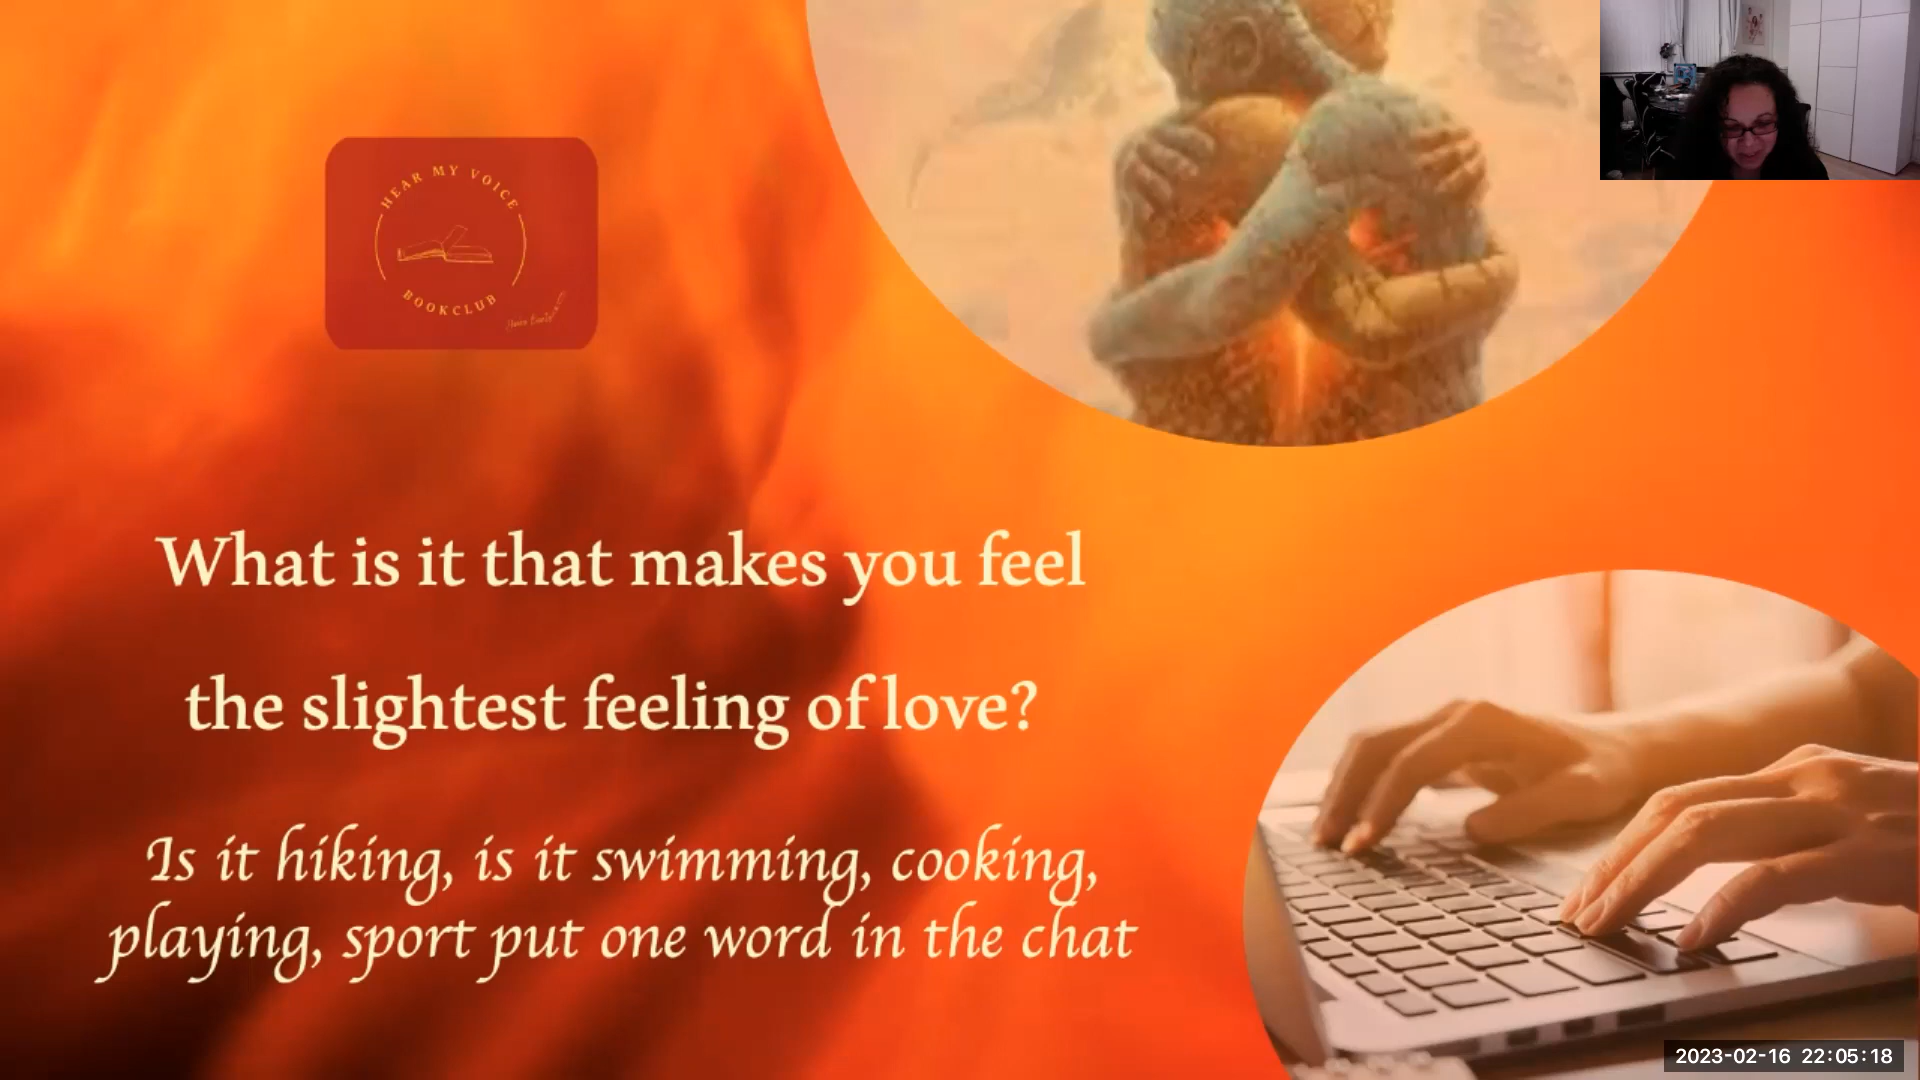 HEAR MY VOICE
BOOKCLUB
What is it that makes you feel
the slightest feeling of love?
Is it hiking, is it swimming, cooking,
playing, sport put one word in the chat
2023-02-16 22:05:18